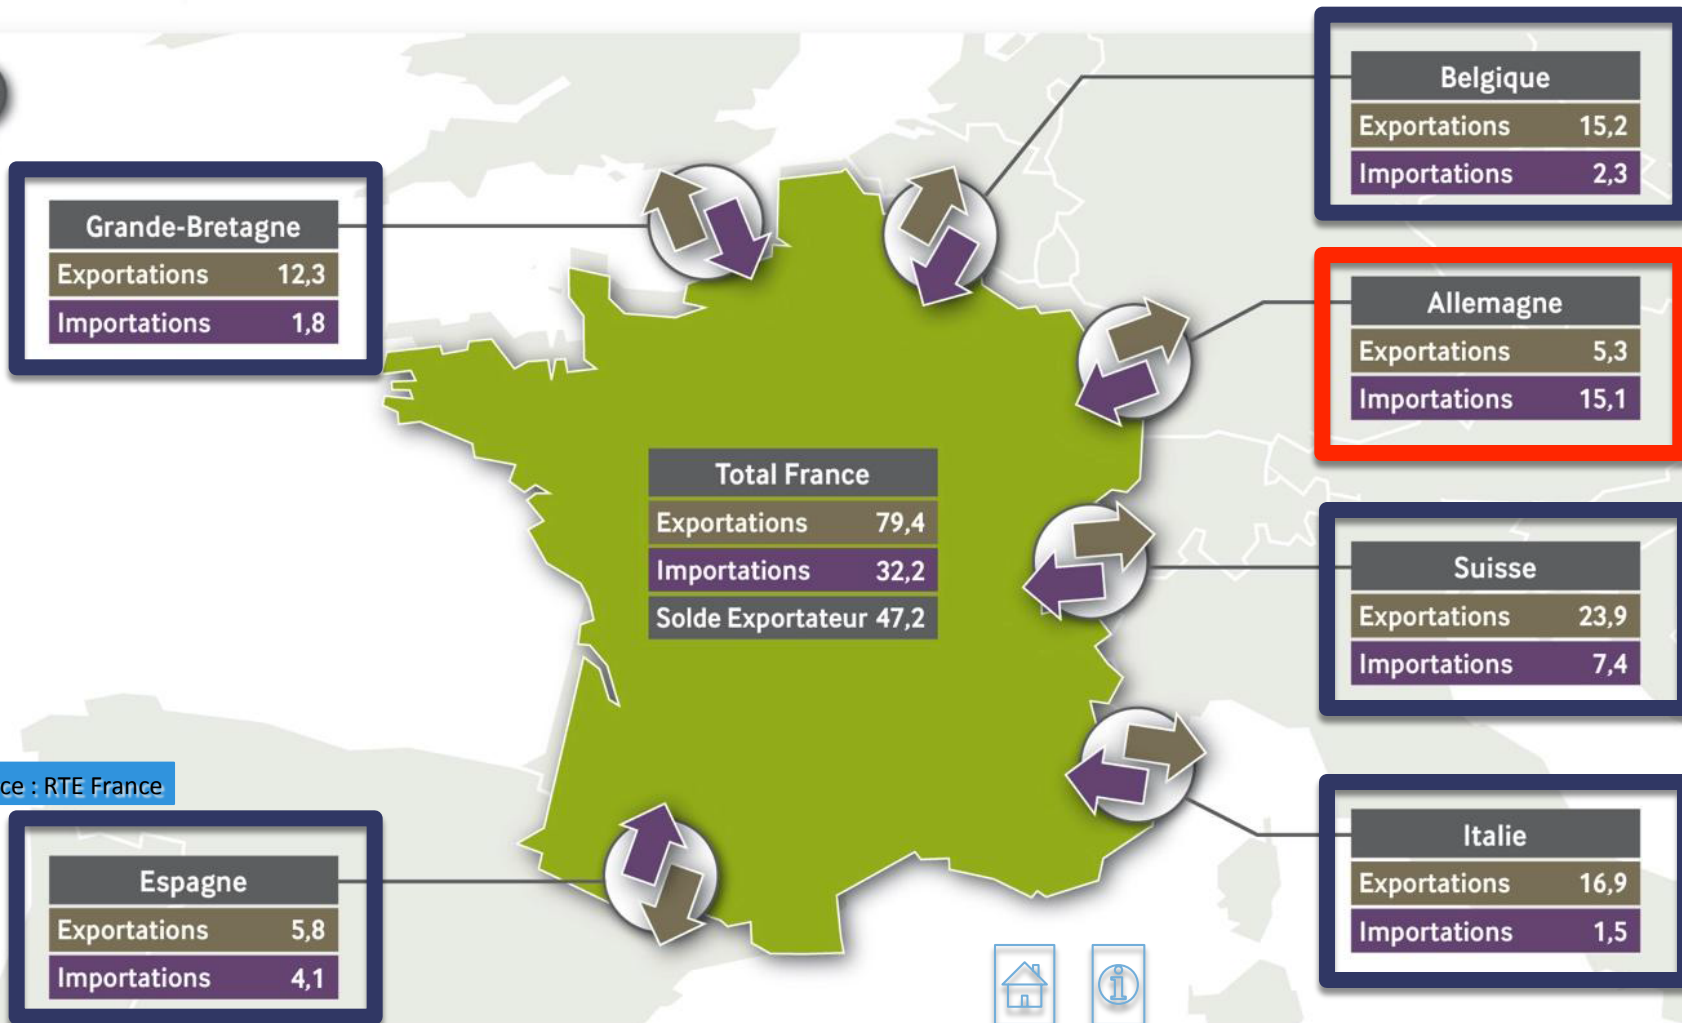 Grande-Bretagne
Exportations 12,3
Importations 1,8
Belgique
Exportations 15,2
Importations 2,3
Allemagne
Exportations 5,3
Importations 15,1
Total France
Exportations 79,4
Importations 32,2
Solde Exportateur 47,2
Suisse
Exportations 23,9
Importations 7,4
ce : RTE France
Espagne
Exportations 5,8
Importations 4,1
Italie
Exportations 16,9
Importations 1,5